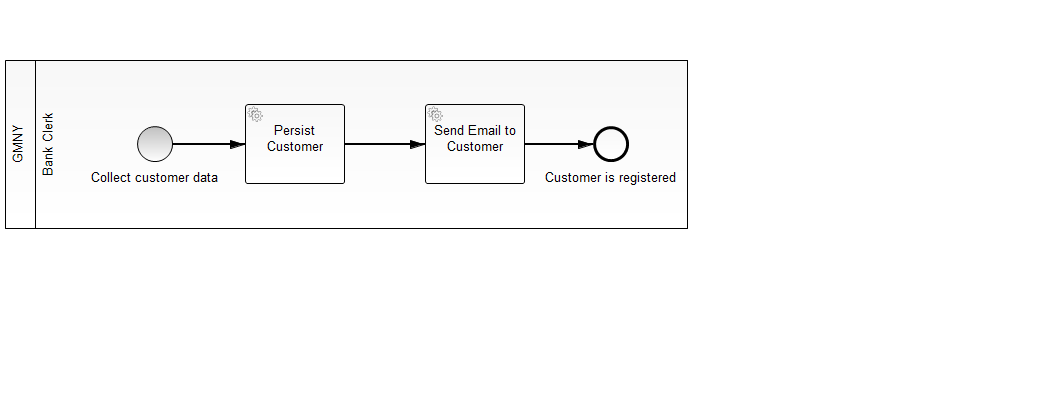 GMNY
Bank Clerk
Collect customer data
Persist
Customer
Send Email to
Customer
Customer is registered